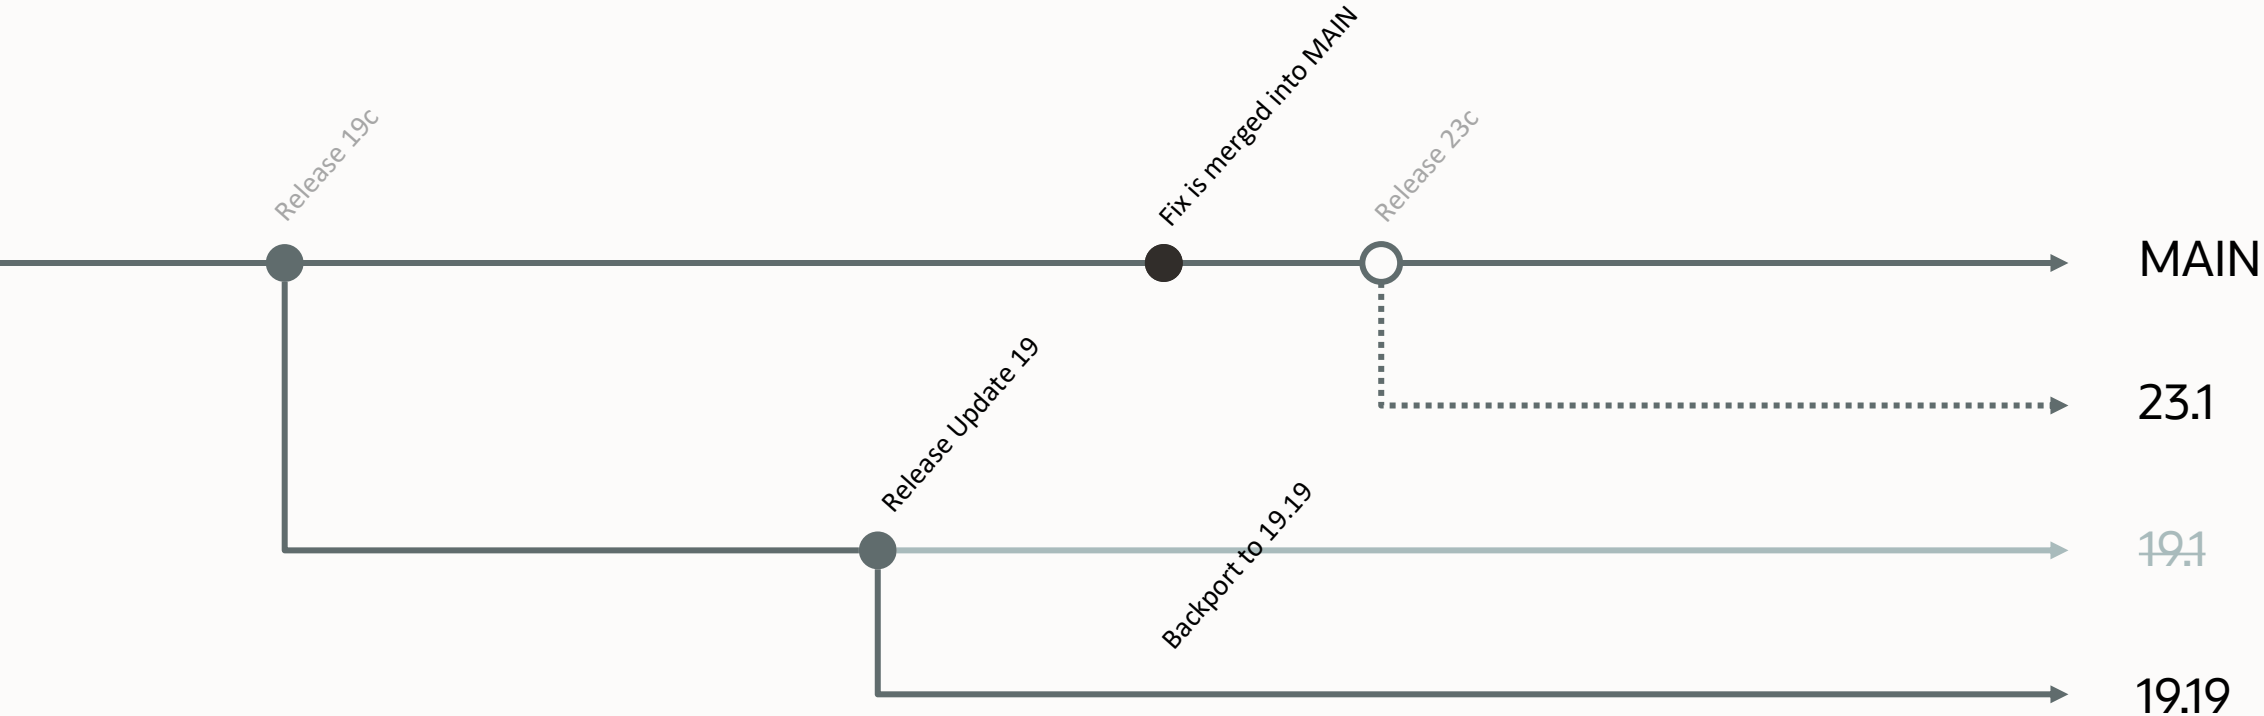 Fix is merged into MAIN
Release 19c
Release 23c
MAIN
Release Update 19
23.1
Backport to 19.19
19.1
19.19